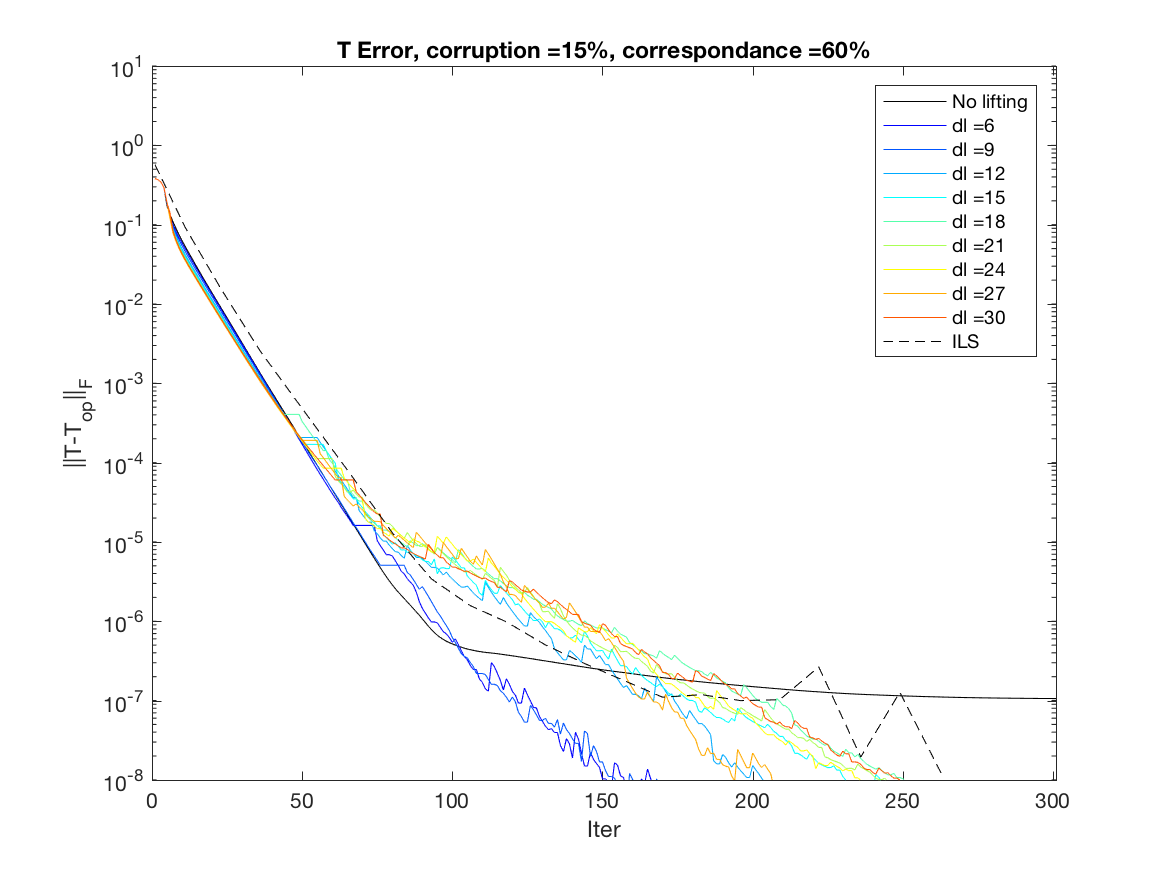 T Error, corruption =15%, correspondance =60%
10^1
10^0
10^-1
10^-2
10^-3
10^-4
10^-5
10^-6
10^-7
10^-8
||T-T_op||_F
0 50 100 150 200 250 300
Iter
No lifting
dl =6
dl =9
dl =12
dl =15
dl =18
dl =21
dl =24
dl =27
dl =30
ILS